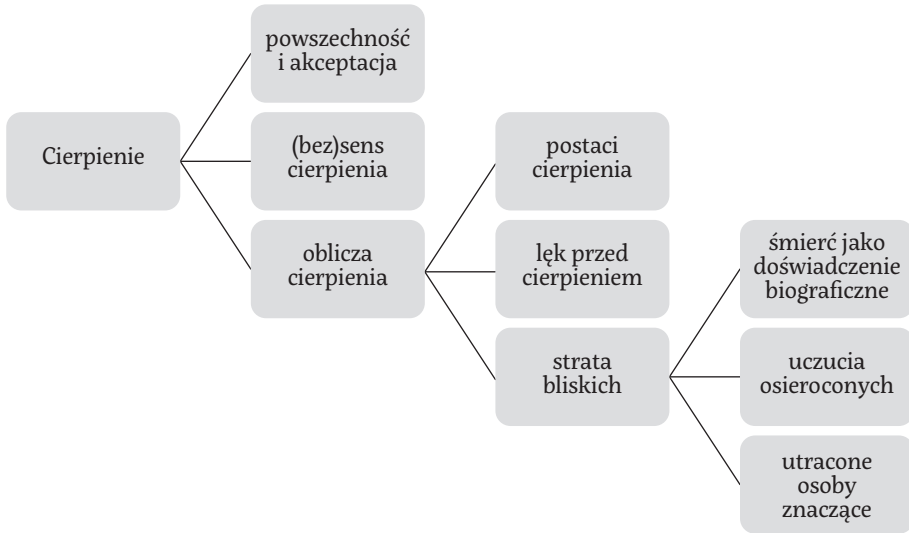 powszechność
i akceptacja
Cierpienie
(bez)sens
cierpienia
oblicza
cierpienia
postaci
cierpienia
lęk przed
cierpieniem
strata
bliskich
śmierć jako
doświadczenie
biograficzne
uczucia
osieroconych
utracone
osoby
znaczące